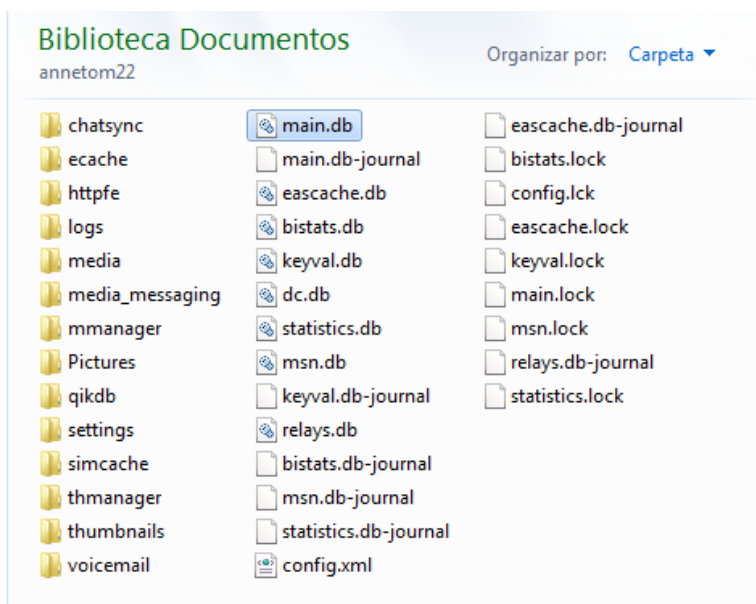 Biblioteca Documentos
annetom22
Organizar por: Carpeta
chatsync
ecache
httpfe
logs
media
media_messaging
mmanager
Pictures
qikdb
settings
simcache
thmanager
thumbnails
voicemail
main.db
main.db-journal
eascache.db
bistats.db
keyval.db
dc.db
statistics.db
msn.db
keyval.db-journal
relays.db
bistats.db-journal
msn.db-journal
statistics.db-journal
config.xml
eascache.db-journal
bistats.lock
config.lck
eascache.lock
keyval.lock
main.lock
msn.lock
relays.db-journal
statistics.lock